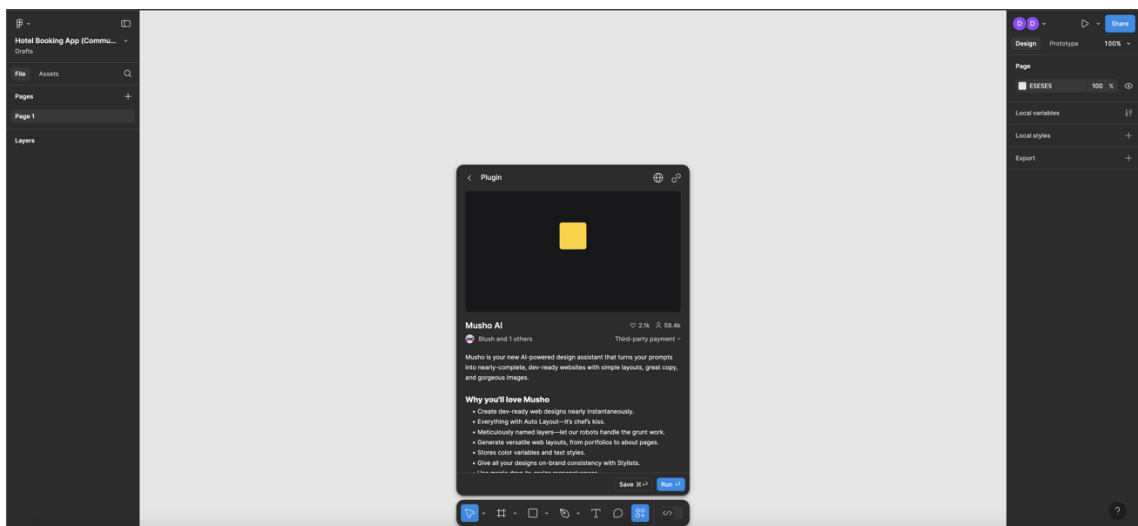 Hotel Booking App (Commu...
Drafts
File Assets
Pages
Page 1
Layers
Plugin
Musho AI
2.1k 58.4k
Blush and 1 others
Third-party payment
Musho is your new AI-powered design assistant that turns your prompts
into nearly-complete, dev-ready websites with simple layouts, great copy,
and gorgeous images.
Why you'll love Musho
• Create dev-ready web designs nearly instantaneously.
• Everything with Auto Layout—it's chef's kiss.
• Meticulously named layers—let our robots handle the grunt work.
• Generate versatile web layouts, from portfolios to about pages.
• Stores color variables and text styles.
• Give all your designs on-brand consistency with Stylists.
Save ⌘⏎ Run ⏎
D D Share
Design Prototype 100%
Page
E5E5E5 100 %
Local variables
Local styles
Export
?